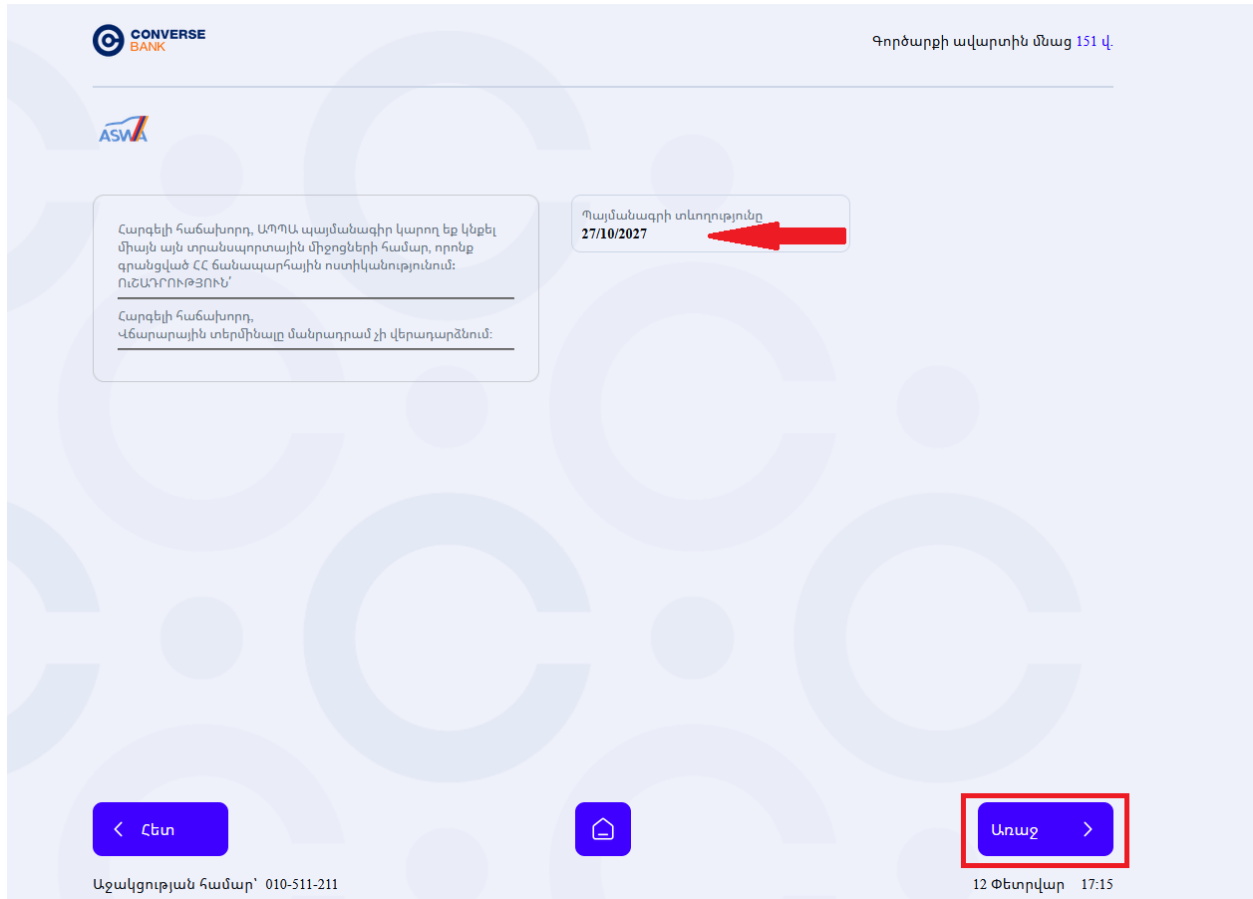 CONVERSE
BANK
Գործարքի ավարտին մնաց 151 վ.
ASWA
Հարգելի հաճախորդ, ԱՊՊԱ պայմանագիր կարող եք կնքել
միայն այն տրանսպորտային միջոցների համար, որոնք
գրանցված ՀՀ ճանապարհային ոստիկանությունում:
ՈւՇԱԴՐՈՒԹՅՈՒՆ՛
Հարգելի հաճախորդ,
Վճարարային տերմինալը մանրադրամ չի վերադարձնում:
Պայմանագրի տևողությունը
27/10/2027
Հետ
Առաջ
Աջակցության համար՝ 010-511-211
12 Փետրվար 17:15